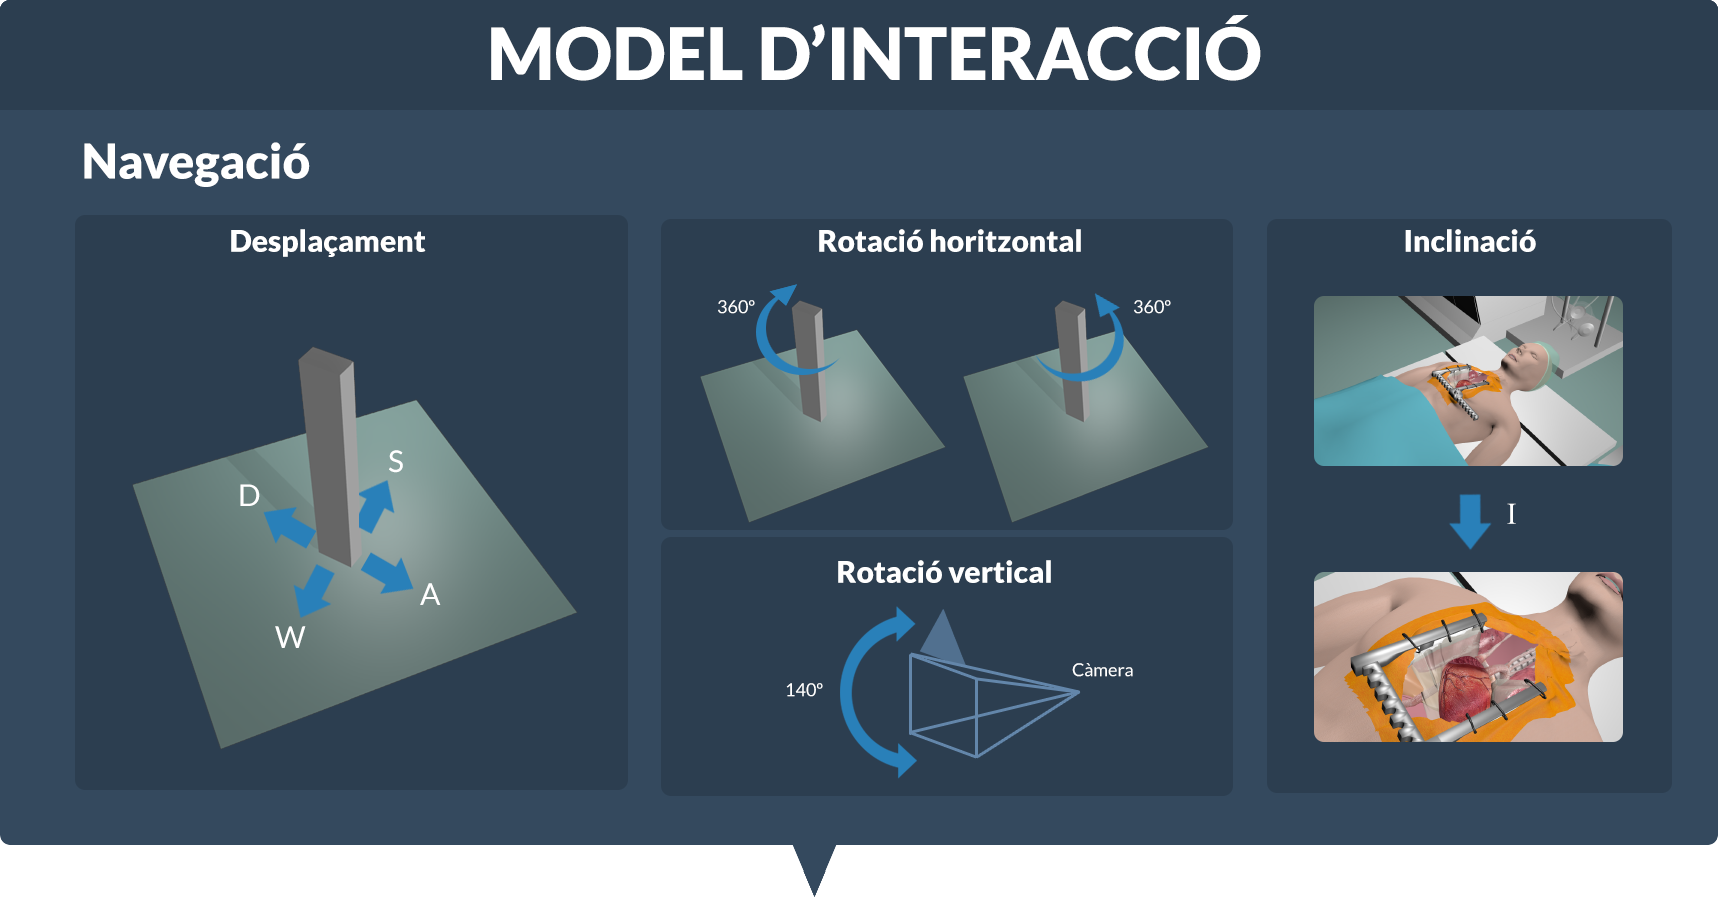 MODEL D’INTERACCIÓ
Navegació
Desplaçament
S
D
A
W
Rotació horitzontal
360º
360º
Rotació vertical
140º
Càmera
Inclinació
I